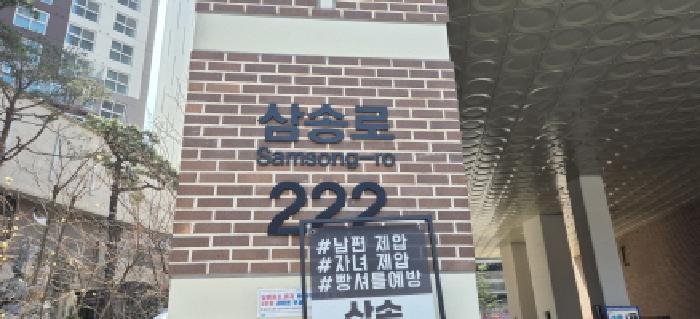 삼송로
Samsong-ro
222
#남편 제압
#자녀 제압
#빵셔틀예방
삼송